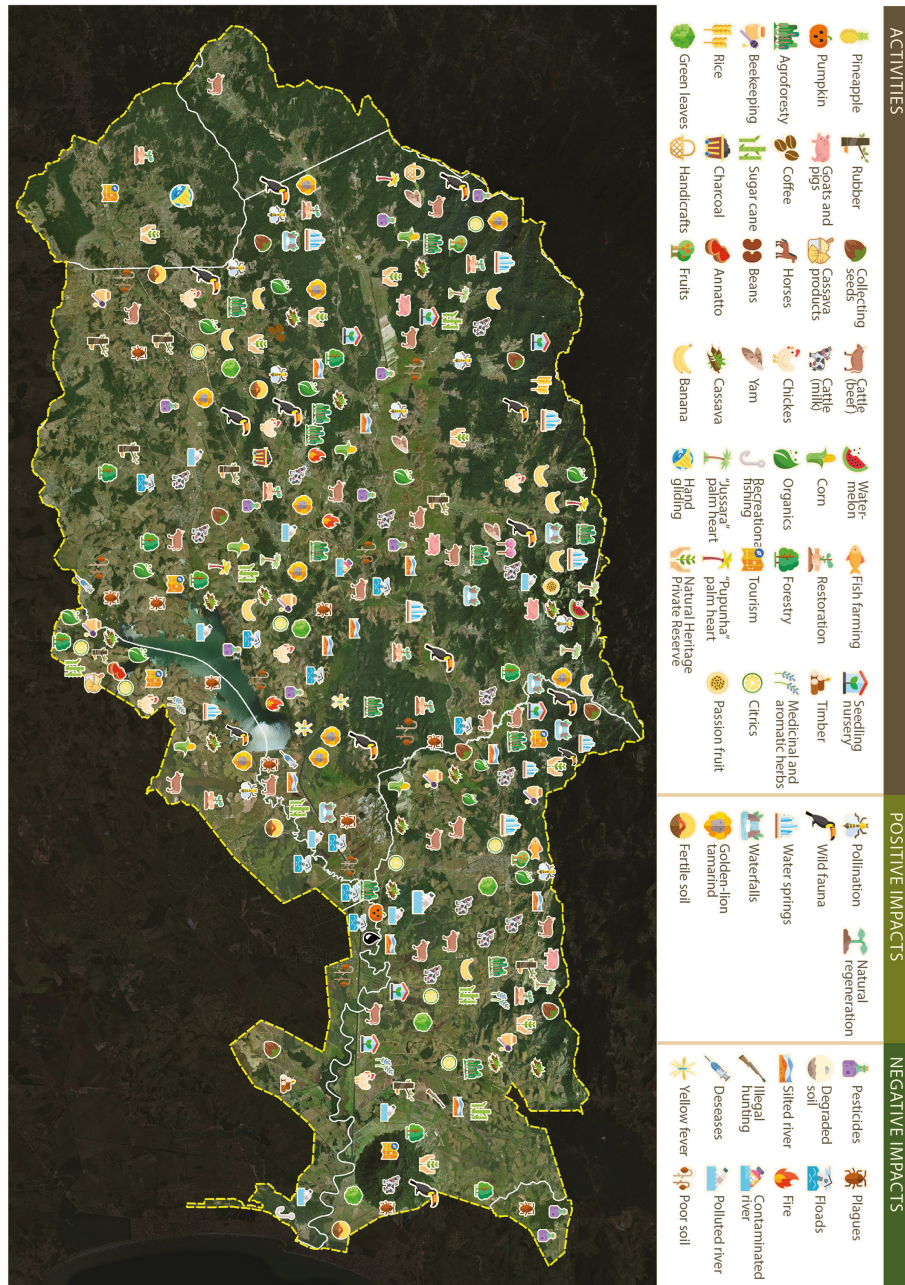 ACTIVITIES
Pineapple
Pumpkin
Agroforesty
Beekeeping
Rice
Green leaves
Rubber
Goats and
pigs
Coffee
Sugar cane
Charcoal
Handicrafts
Collecting
seeds
Cassava
products
Horses
Beans
Annatto
Fruits
Cattle
(beef)
Cattle
(milk)
Chickes
Yam
Cassava
Banana
Water-
melon
Corn
Organics
Recreational
fishing
"Jussara"
palm heart
Hand
gliding
Fish farming
Restoration
Forestry
Tourism
"Pupunha"
palm heart
Natural Heritage
Private Reserve
Seedling
nursery
Timber
Medicinal and
aromatic herbs
Citrics
Passion fruit
POSITIVE IMPACTS
Pollination
Wild fauna
Water springs
Waterfalls
Golden-lion
tamarind
Fertile soil
Natural
regeneration
NEGATIVE IMPACTS
Pesticides
Degraded
soil
Silted river
Illegal
hunting
Deseases
Yellow fever
Plagues
Floads
Fire
Contaminated
river
Polluted river
Poor soil